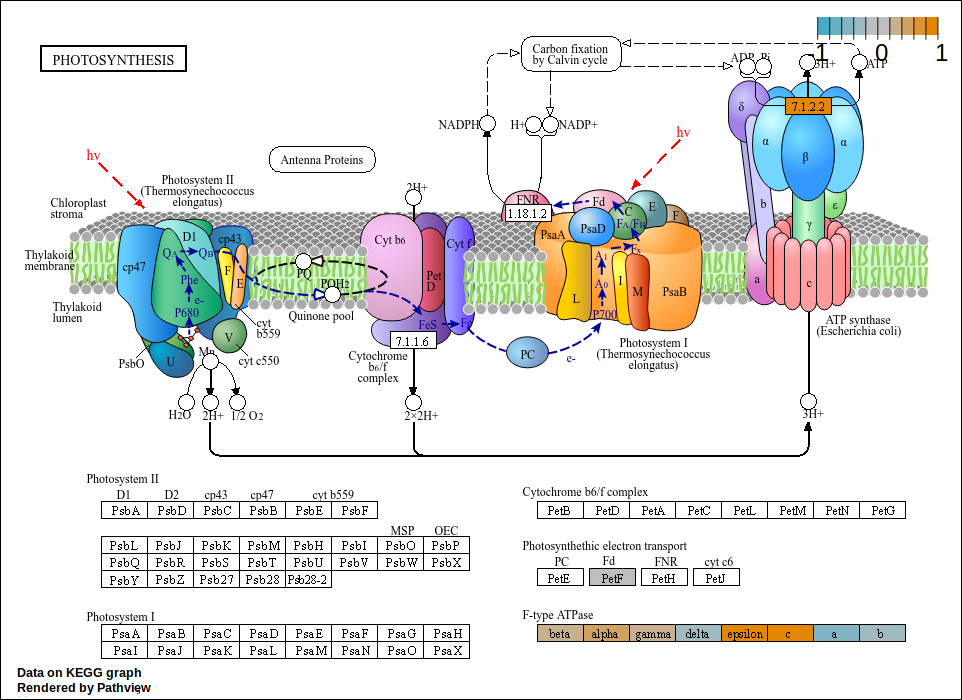 PHOTOSYNTHESIS
1 0 1
Carbon fixation
by Calvin cycle
ADP Pi 3H+ ATP
NADPH H+ NADP+
7.1.2.2
δ α β α
hν hν
Antenna Proteins
Photosystem II
(Thermosynechococcus
elongatus)
Chloroplast
stroma
2H+
FNR
1.18.1.2
Fd C E F
FA/FB
D1 cp43
cp47 QA QB
F E
Phe
e-
P680
Thylakoid
membrane
Thylakoid
lumen
PQ
PQH2
Quinone pool
Cyt b6 Cyt f
Pet
D
FeS Fe
7.1.1.6
PsaA PsaD
Fx
A1
A0
P700
L I M PsaB
b ε γ
a c
Mn
V U
PsbO
cyt
b559
cyt c550
PC
e-
Cytochrome
b6/f
complex
Photosystem I
(Thermosynechococcus
elongatus)
ATP synthase
(Escherichia coli)
H2O 2H+ 1/2 O2
2×2H+
3H+
Photosystem II
D1 D2 cp43 cp47 cyt b559
PsbA PsbD PsbC PsbB PsbE PsbF
MSP OEC
PsbL PsbJ PsbK PsbM PsbH PsbI PsbO PsbP
PsbQ PsbR PsbS PsbT PsbU PsbV PsbW PsbX
PsbY PsbZ Psb27 Psb28 Psb28-2
Photosystem I
PsaA PsaB PsaC PsaD PsaE PsaF PsaG PsaH
PsaI PsaJ PsaK PsaL PsaM PsaN PsaO PsaX
Cytochrome b6/f complex
PetB PetD PetA PetC PetL PetM PetN PetG
Photosynthethic electron transport
PC Fd FNR cyt c6
PetE PetF PetH PetJ
F-type ATPase
beta alpha gamma delta epsilon c a b
Data on KEGG graph
Rendered by Pathview